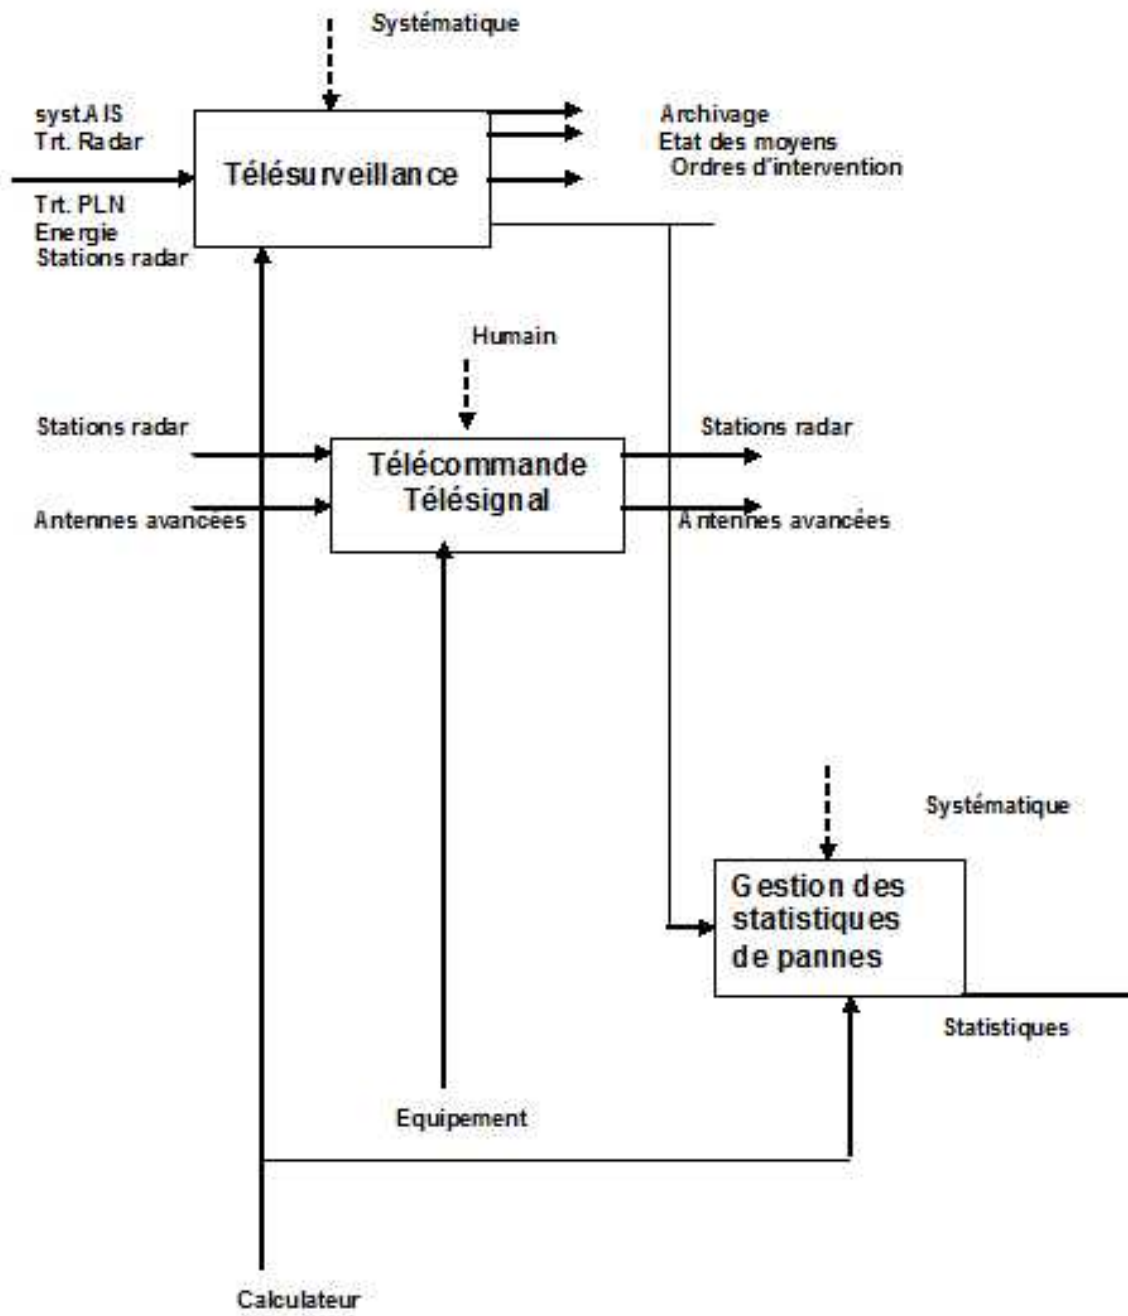 Systématique
syst.AIS
Trt. Radar
Archivage
Etat des moyens
Ordres d'intervention
Télésurveillance
Trt. PLN
Energie
Stations radar
Humain
Stations radar
Stations radar
Télécommande
Télésignal
Antennes avancées
Antennes avancées
Systématique
Gestion des
statistiques
de pannes
Statistiques
Equipement
Calculateur